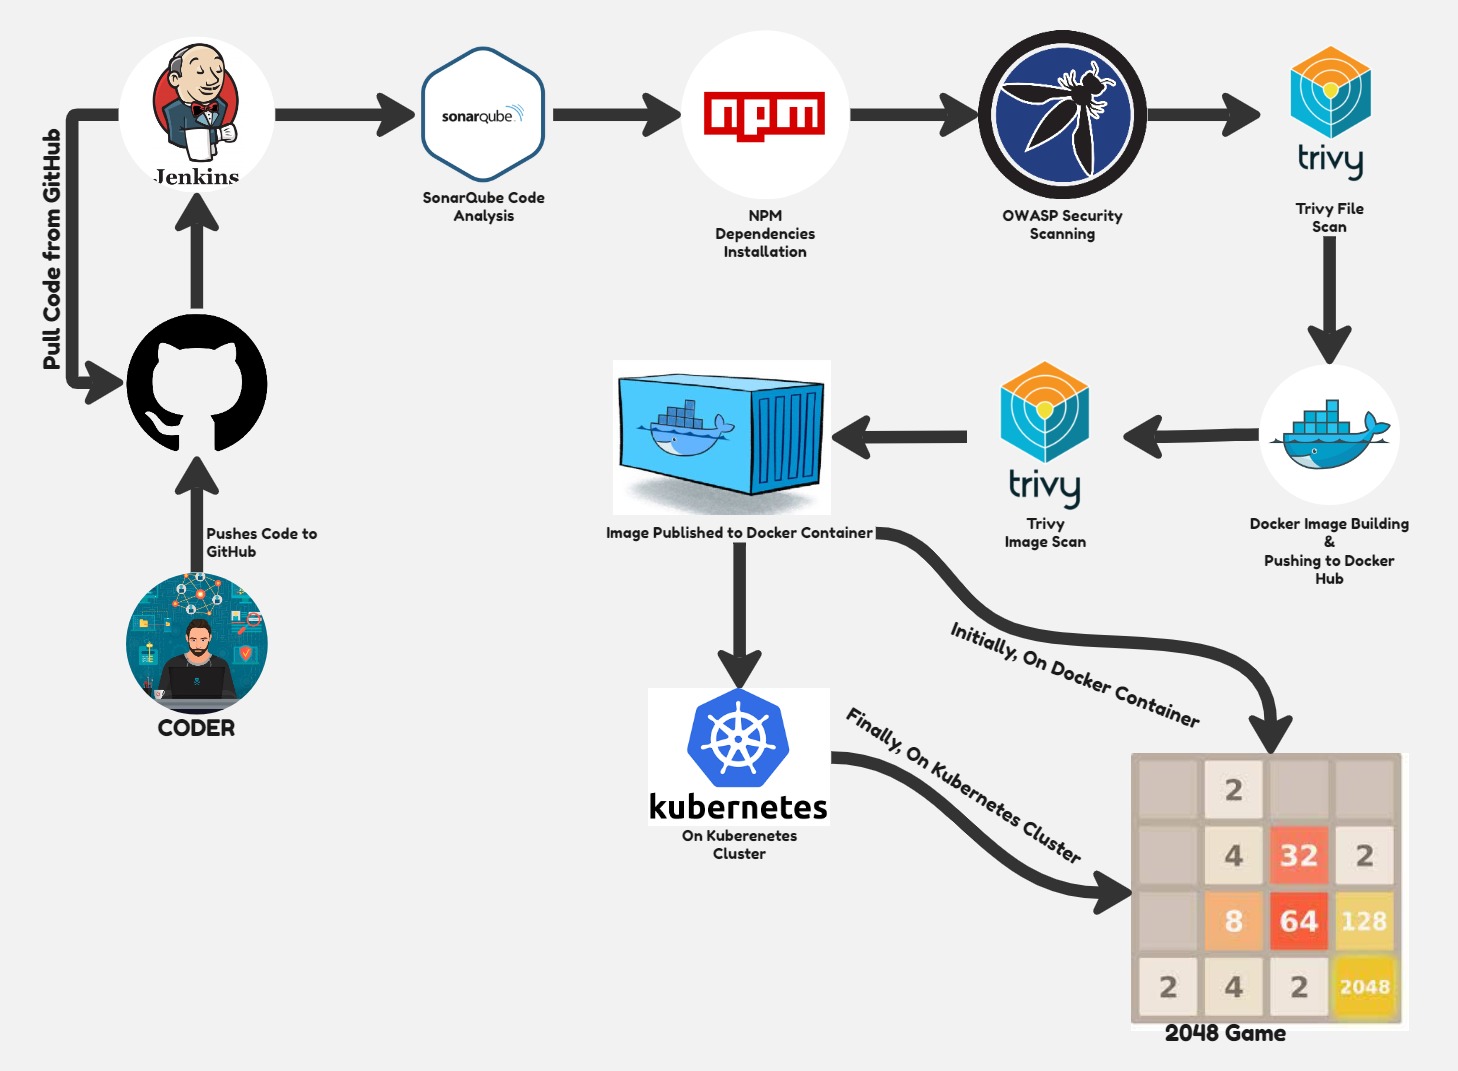 Jenkins
sonarqube
SonarQube Code
Analysis
npm
NPM
Dependencies
Installation
OWASP Security
Scanning
trivy
Trivy File
Scan
Pull Code from GitHub
Pushes Code to
GitHub
CODER
Image Published to Docker Container
trivy
Trivy
Image Scan
Docker Image Building
&
Pushing to Docker
Hub
Initially, On Docker Container
kubernetes
On Kuberenetes
Cluster
Finally, On Kubernetes Cluster
2
4 32 2
8 64 128
2 4 2 2048
2048 Game